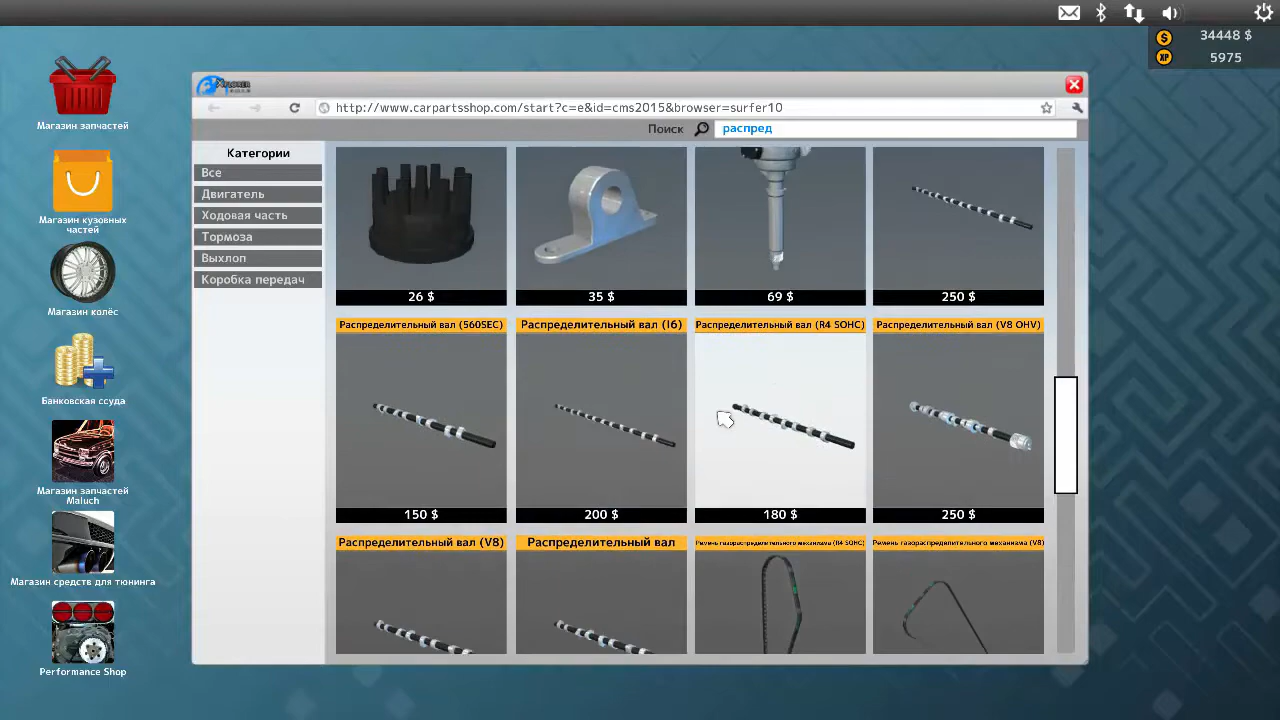 34448 $
5975
Магазин запчастей
Магазин кузовных
частей
Магазин колёс
Банковская ссуда
Магазин запчастей
Maluch
Магазин средств для тюнинга
Performance Shop
http://www.carpartsshop.com/start?c=e&id=cms2015&browser=surfer10
Поиск
распред
Категории
Все
Двигатель
Ходовая часть
Тормоза
Выхлоп
Коробка передач
26 $
35 $
69 $
250 $
Распределительный вал (560SEC)
Распределительный вал (I6)
Распределительный вал (R4 SOHC)
Распределительный вал (V8 OHV)
150 $
200 $
180 $
250 $
Распределительный вал (V8)
Распределительный вал
Ремень газораспределительного механизма (R4 SOHC)
Ремень газораспределительного механизма (V8)